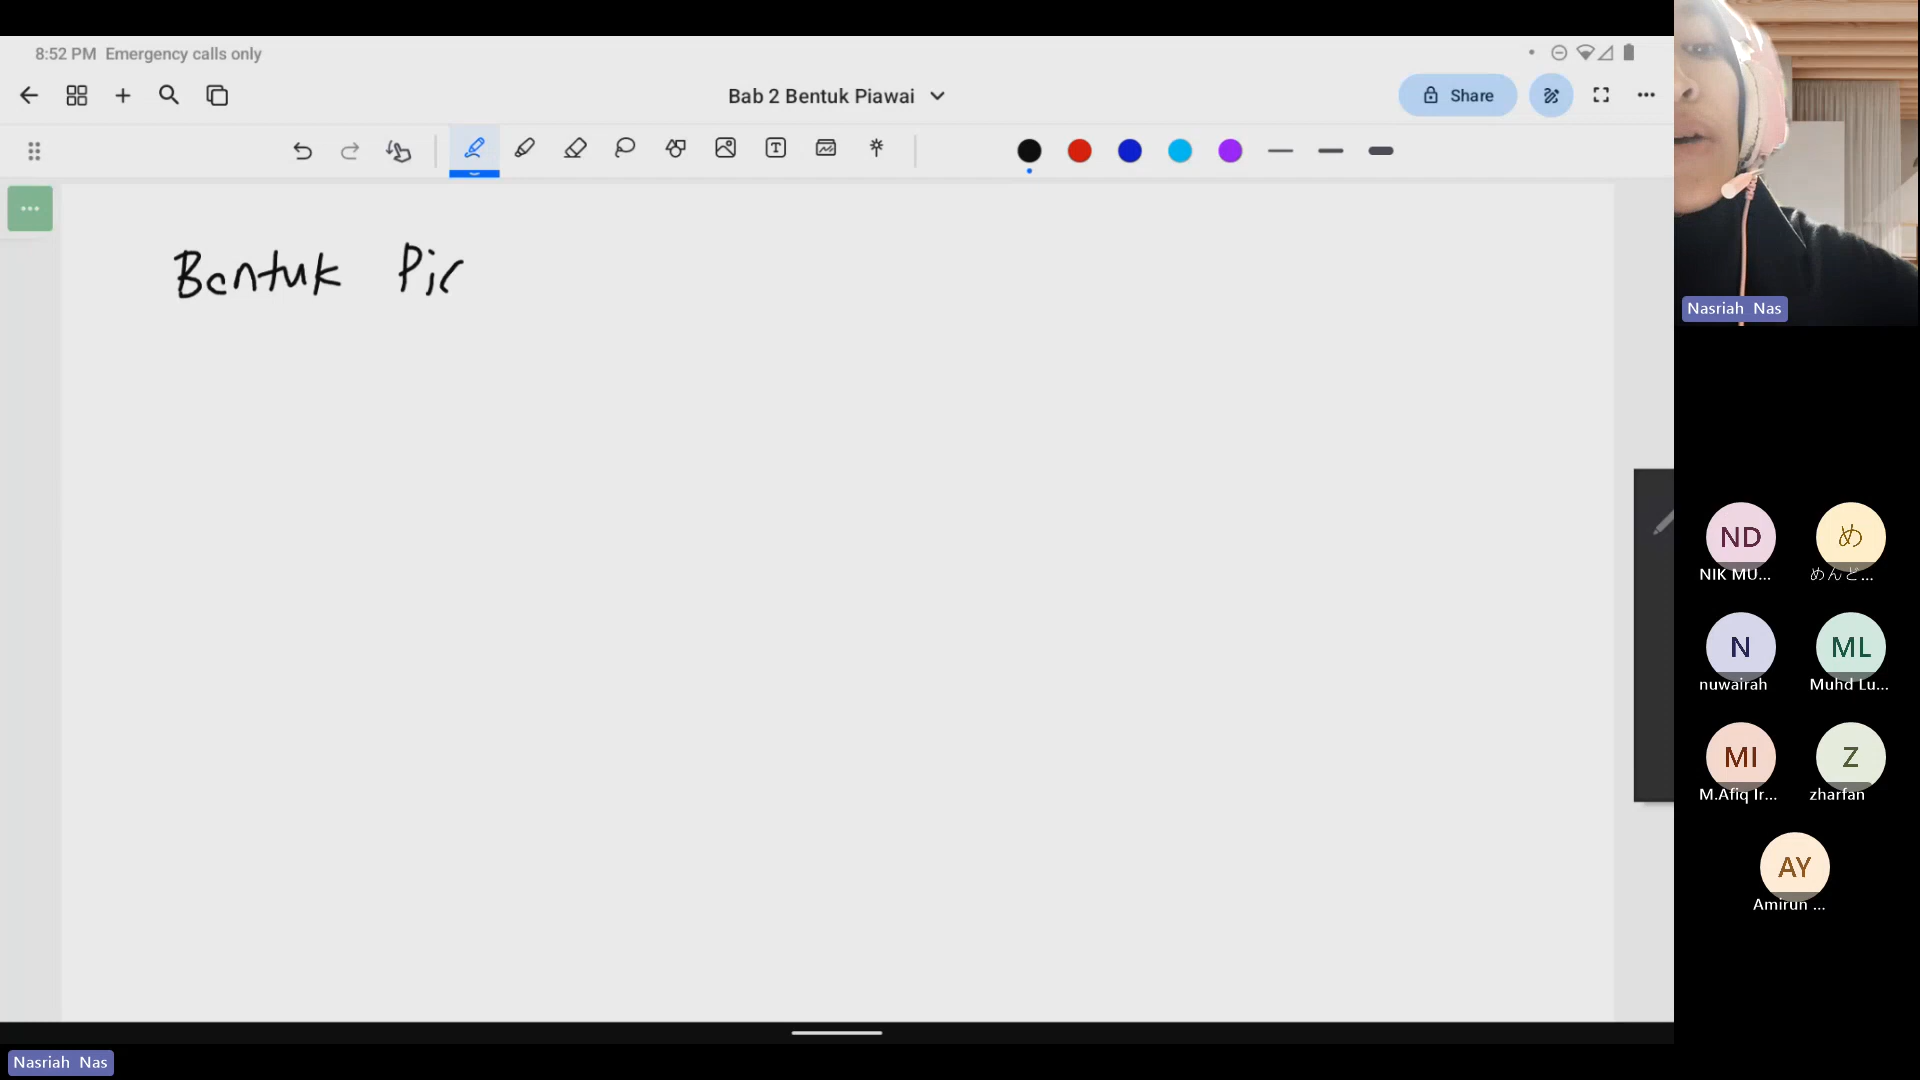 8:52 PM Emergency calls only
Bab 2 Bentuk Piawai
Share
Bentuk Pia
Nasriah Nas
ND
NIK MU...
め
めんど...
N
nuwairah
ML
Muhd Lu...
MI
M.Afiq Ir...
Z
zharfan
AY
Amirun ...
Nasriah Nas